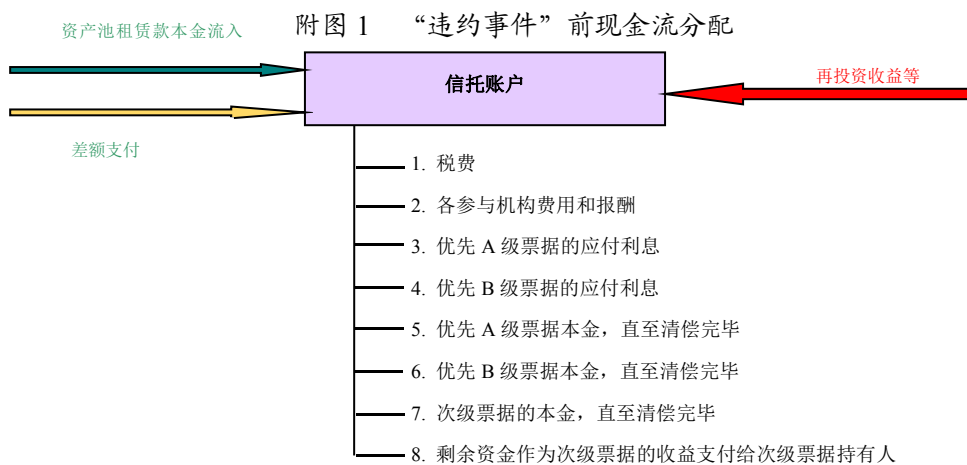 附图 1 “违约事件”前现金流分配
资产池租赁款本金流入
信托账户
再投资收益等
差额支付
1. 税费
2. 各参与机构费用和报酬
3. 优先 A 级票据的应付利息
4. 优先 B 级票据的应付利息
5. 优先 A 级票据本金，直至清偿完毕
6. 优先 B 级票据本金，直至清偿完毕
7. 次级票据的本金，直至清偿完毕
8. 剩余资金作为次级票据的收益支付给次级票据持有人